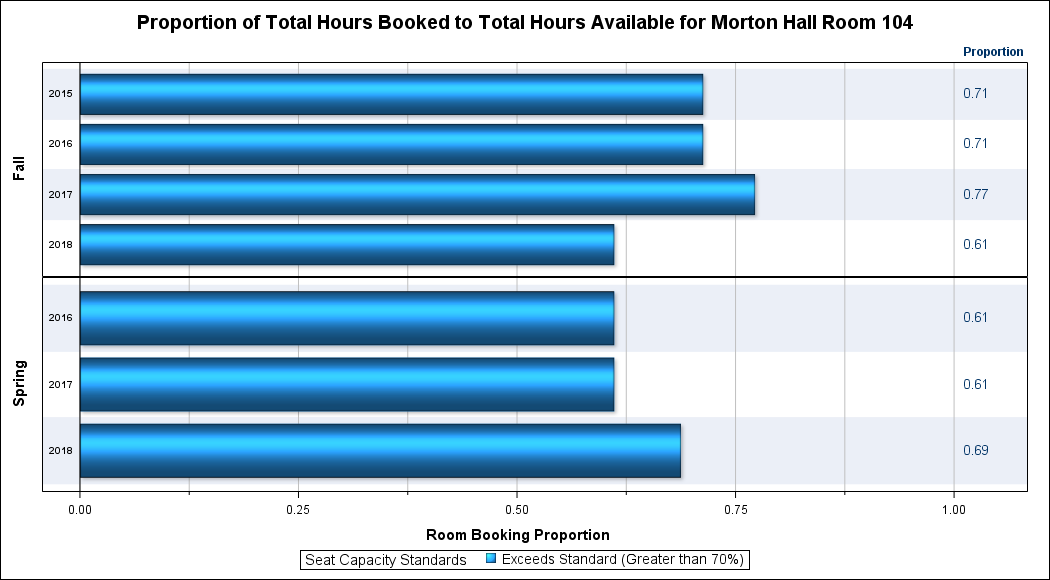 Proportion of Total Hours Booked to Total Hours Available for Morton Hall Room 104
Proportion
Fall
2015 0.71
2016 0.71
2017 0.77
2018 0.61
Spring
2016 0.61
2017 0.61
2018 0.69
0.00 0.25 0.50 0.75 1.00
Room Booking Proportion
Seat Capacity Standards Exceeds Standard (Greater than 70%)